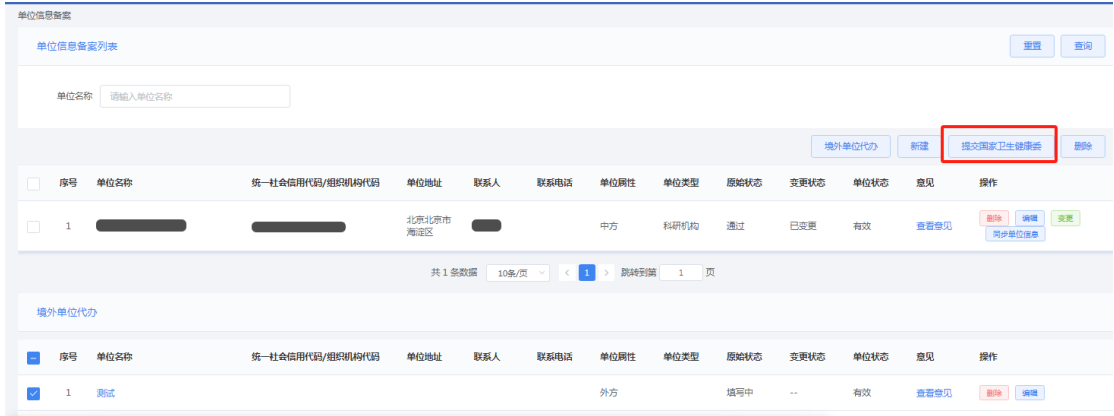 单位信息备案
单位信息备案列表 重置 查询
单位名称 请输入单位名称
境外单位代办 新建 提交国家卫生健康委 删除
序号 单位名称 统一社会信用代码/组织机构代码 单位地址 联系人 联系电话 单位属性 单位类型 原始状态 变更状态 单位状态 意见 操作
1 北京北京市海淀区 中方 科研机构 通过 已变更 有效 查看意见 删除 编辑 变更
同步单位信息
共 1 条数据 10条/页 < 1 > 跳转到第 1 页
境外单位代办
序号 单位名称 统一社会信用代码/组织机构代码 单位地址 联系人 联系电话 单位属性 单位类型 原始状态 变更状态 单位状态 意见 操作
1 测试 外方 填写中 -- 有效 查看意见 删除 编辑